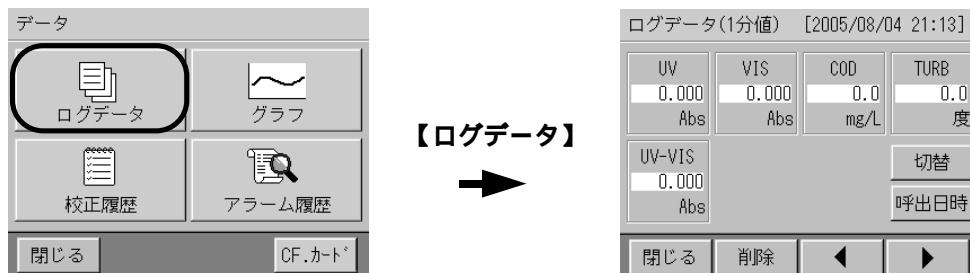 データ
ログデータ
グラフ
校正履歴
アラーム履歴
閉じる
CF.カード
【ログデータ】
ログデータ(1分値) [2005/08/04 21:13]
UV VIS COD TURB
0.000 0.000 0.0 0.0
Abs Abs mg/L 度
UV-VIS
0.000
Abs
切替
呼出日時
閉じる 削除